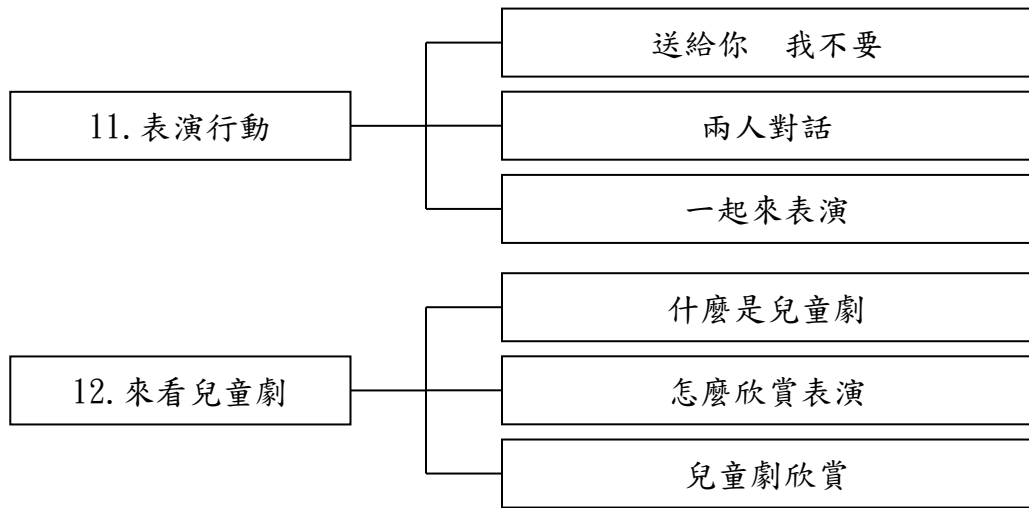 送給你　我不要
11.表演行動
兩人對話
一起來表演
什麼是兒童劇
12.來看兒童劇
怎麼欣賞表演
兒童劇欣賞